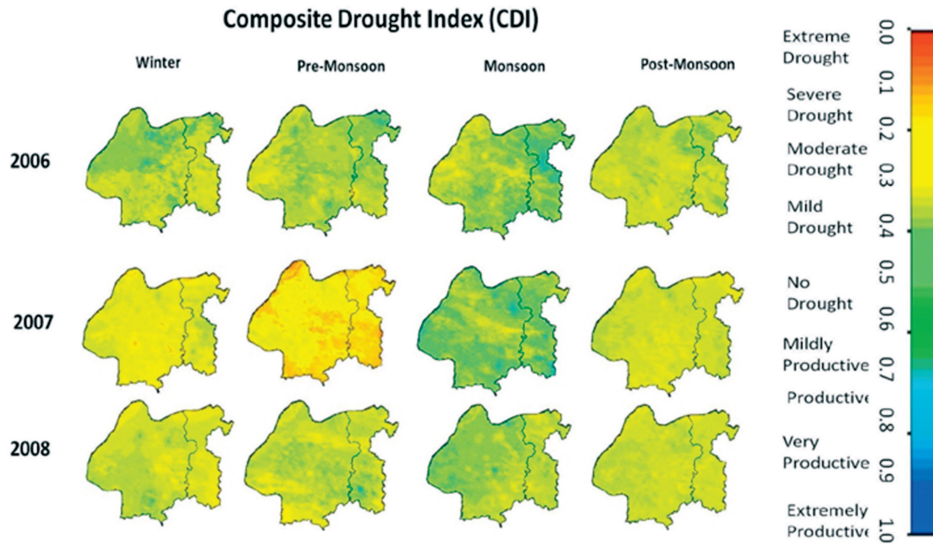 Composite Drought Index (CDI)
Winter Pre-Monsoon Monsoon Post-Monsoon
2006
2007
2008
Extreme
Drought
Severe
Drought
Moderate
Drought
Mild
Drought
No
Drought
Mildly
Productive
Productive
Very
Productive
Extremely
Productive
0.0
0.1
0.2
0.3
0.4
0.5
0.6
0.7
0.8
0.9
1.0